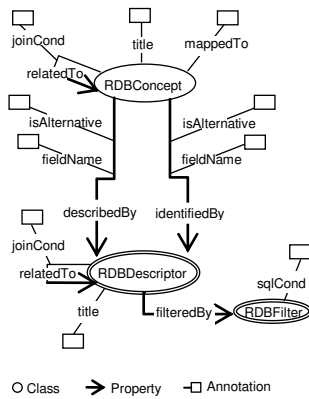 joinCond
title
mappedTo
relatedTo
RDBConcept
isAlternative
isAlternative
fieldName
fieldName
describedBy
identifiedBy
joinCond
relatedTo
RDBDescriptor
sqlCond
filteredBy
RDBFilter
title
Class Property Annotation